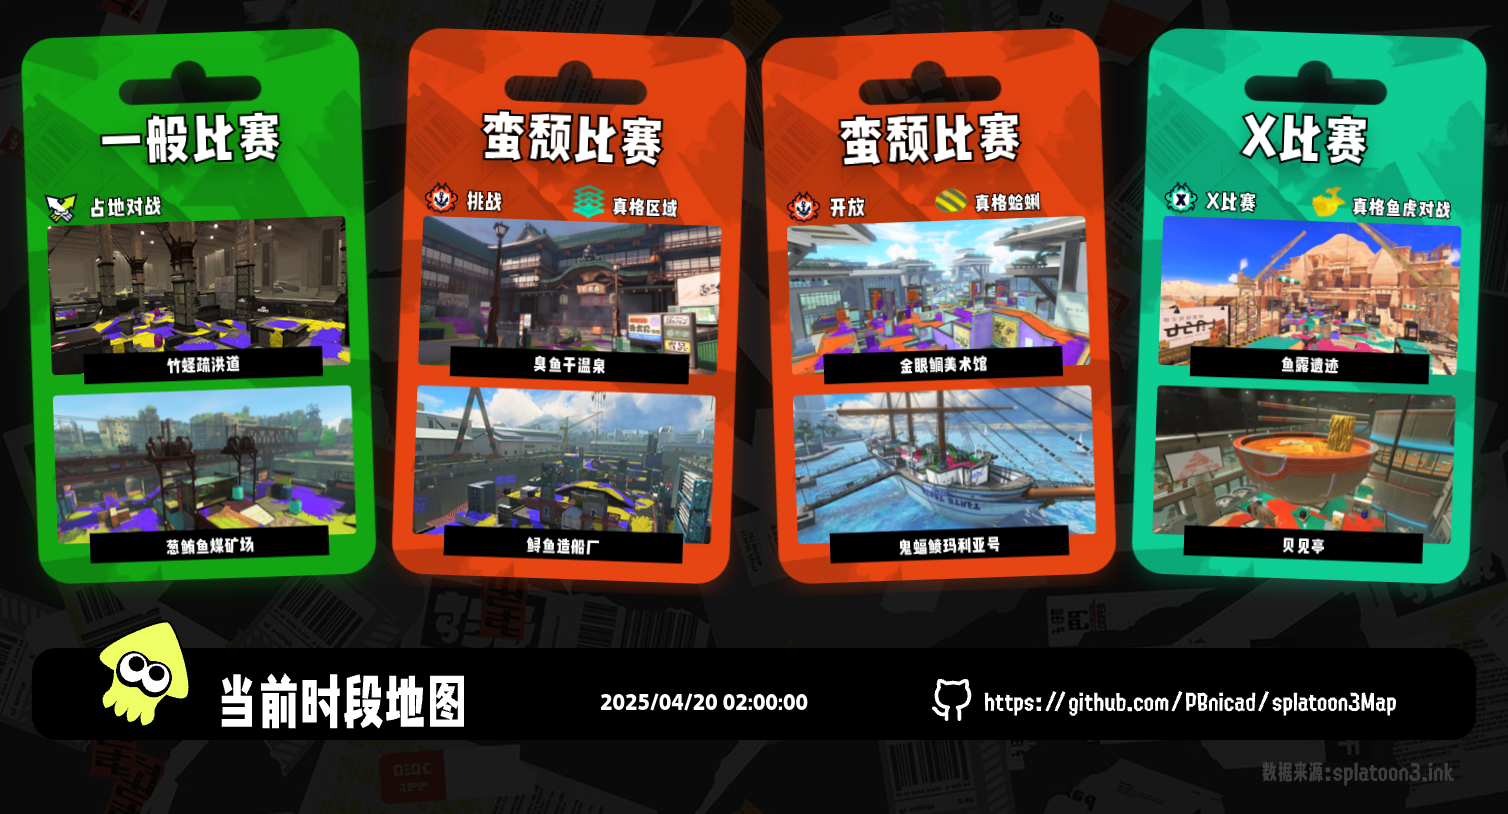 一般比赛
占地对战
竹蛏疏洪道
葱鲔鱼煤矿场
蛮颓比赛
挑战
真格区域
臭鱼干温泉
鲟鱼造船厂
蛮颓比赛
开放
真格蛤蜊
金眼鲷美术馆
鬼蝠鲼玛利亚号
X比赛
X比赛
真格鱼虎对战
鱼露遗迹
贝见亭
当前时段地图
2025/04/20 02:00:00
https://github.com/PBnicad/splatoon3Map
数据来源:splatoon3.ink